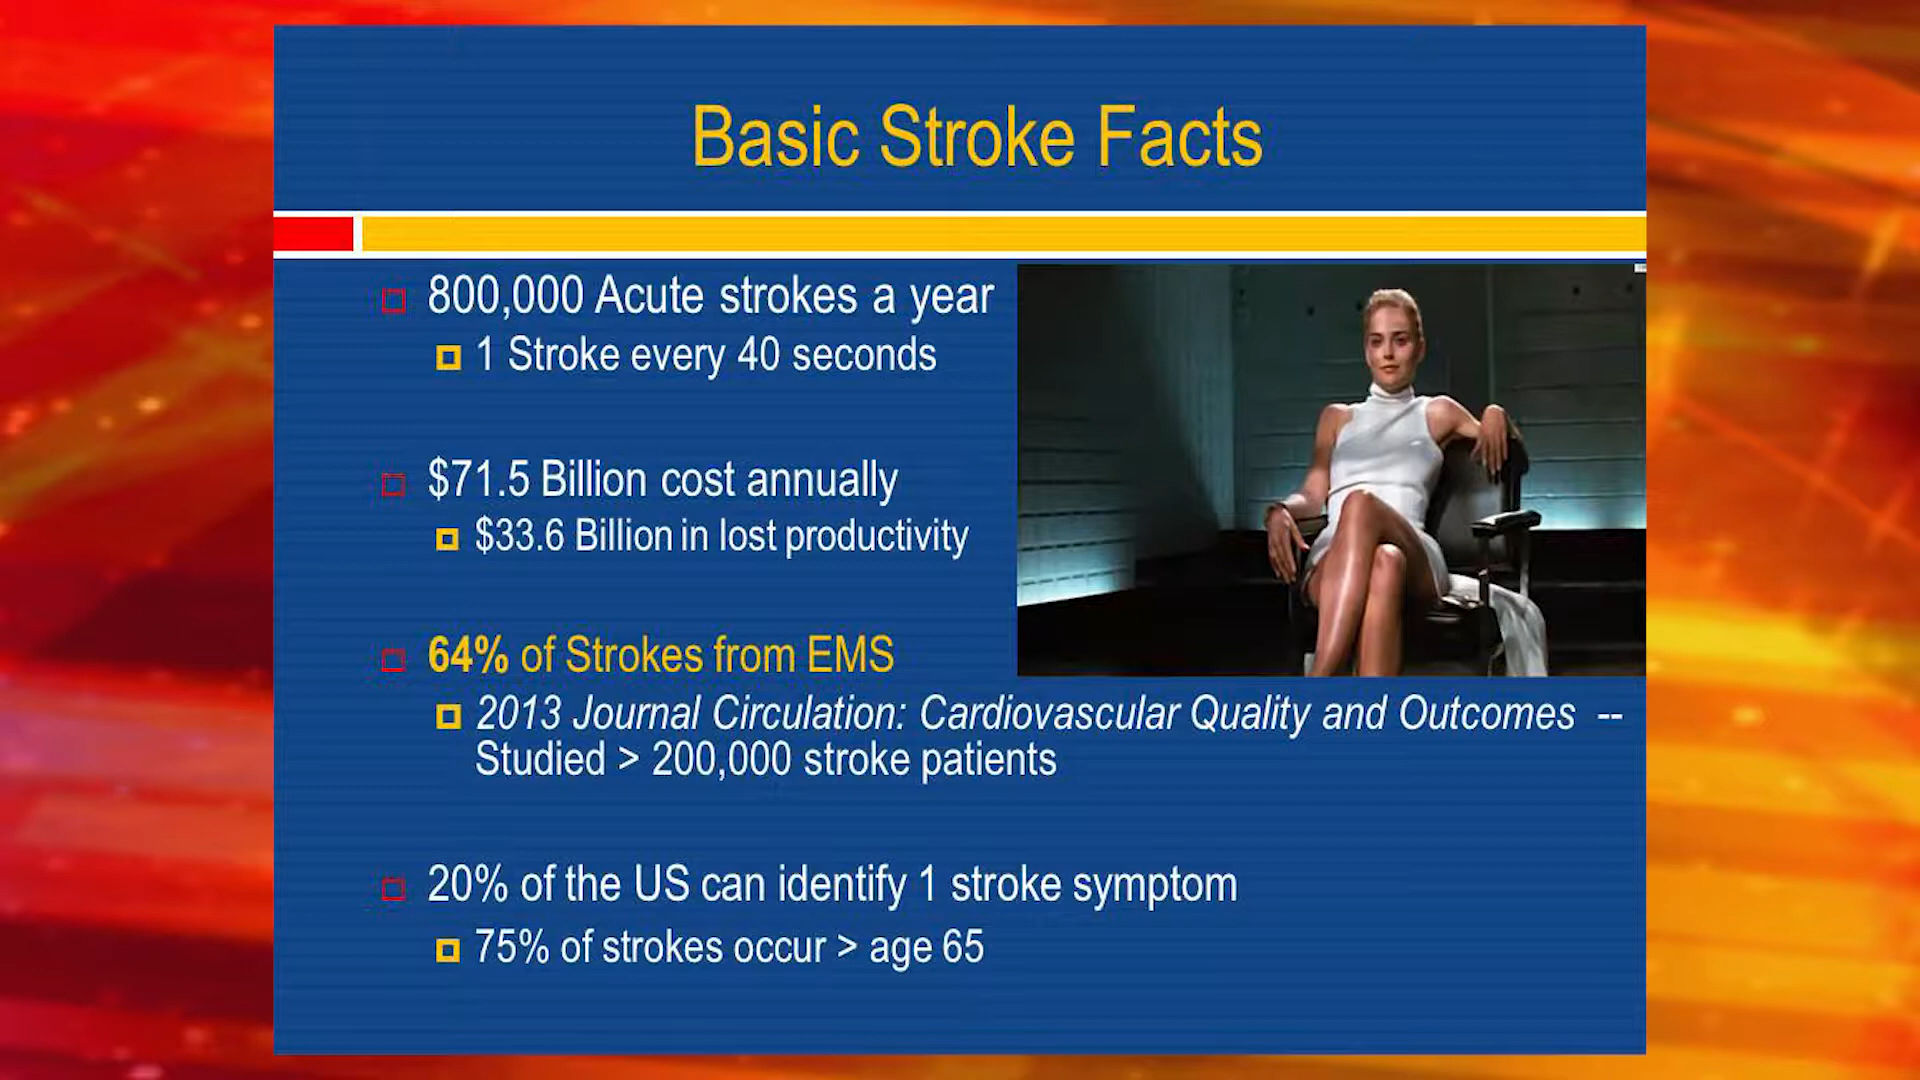 Basic Stroke Facts
800,000 Acute strokes a year
1 Stroke every 40 seconds
$71.5 Billion cost annually
$33.6 Billion in lost productivity
64% of Strokes from EMS
2013 Journal Circulation: Cardiovascular Quality and Outcomes --
Studied > 200,000 stroke patients
20% of the US can identify 1 stroke symptom
75% of strokes occur > age 65